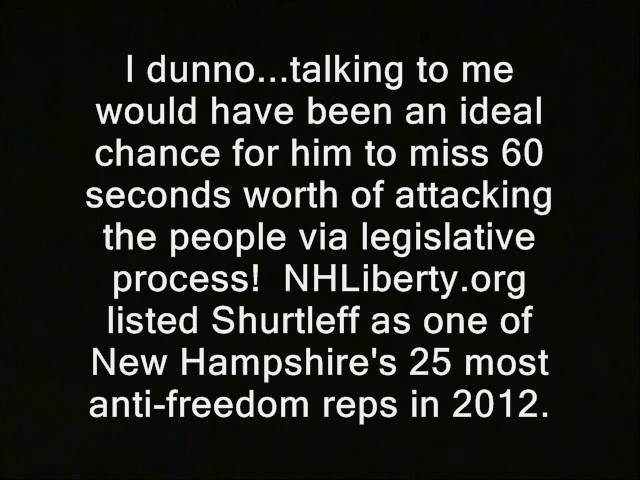 I dunno...talking to me
would have been an ideal
chance for him to miss 60
seconds worth of attacking
the people via legislative
process!  NHLiberty.org
listed Shurtleff as one of
New Hampshire's 25 most
anti-freedom reps in 2012.